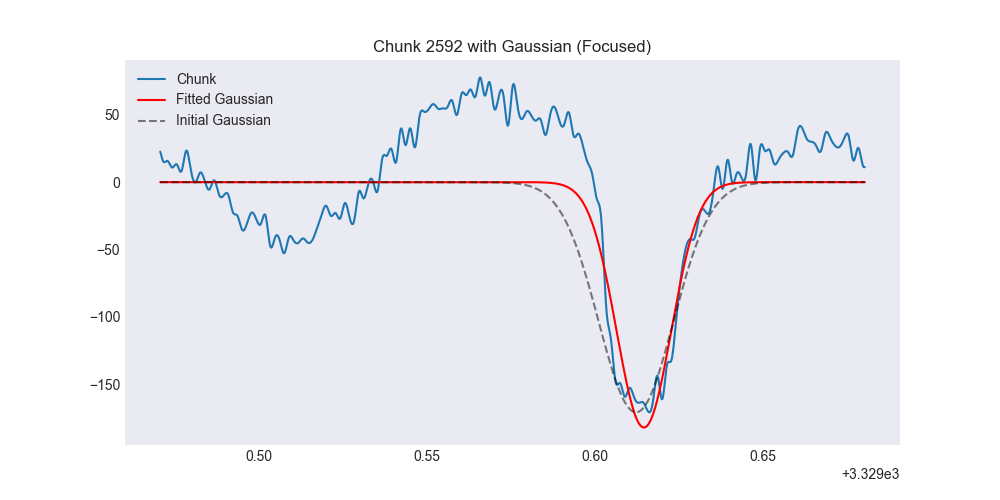 Chunk 2592 with Gaussian (Focused)
Chunk
Fitted Gaussian
Initial Gaussian
50
0
−50
−100
−150
0.50
0.55
0.60
0.65
+3.329e3